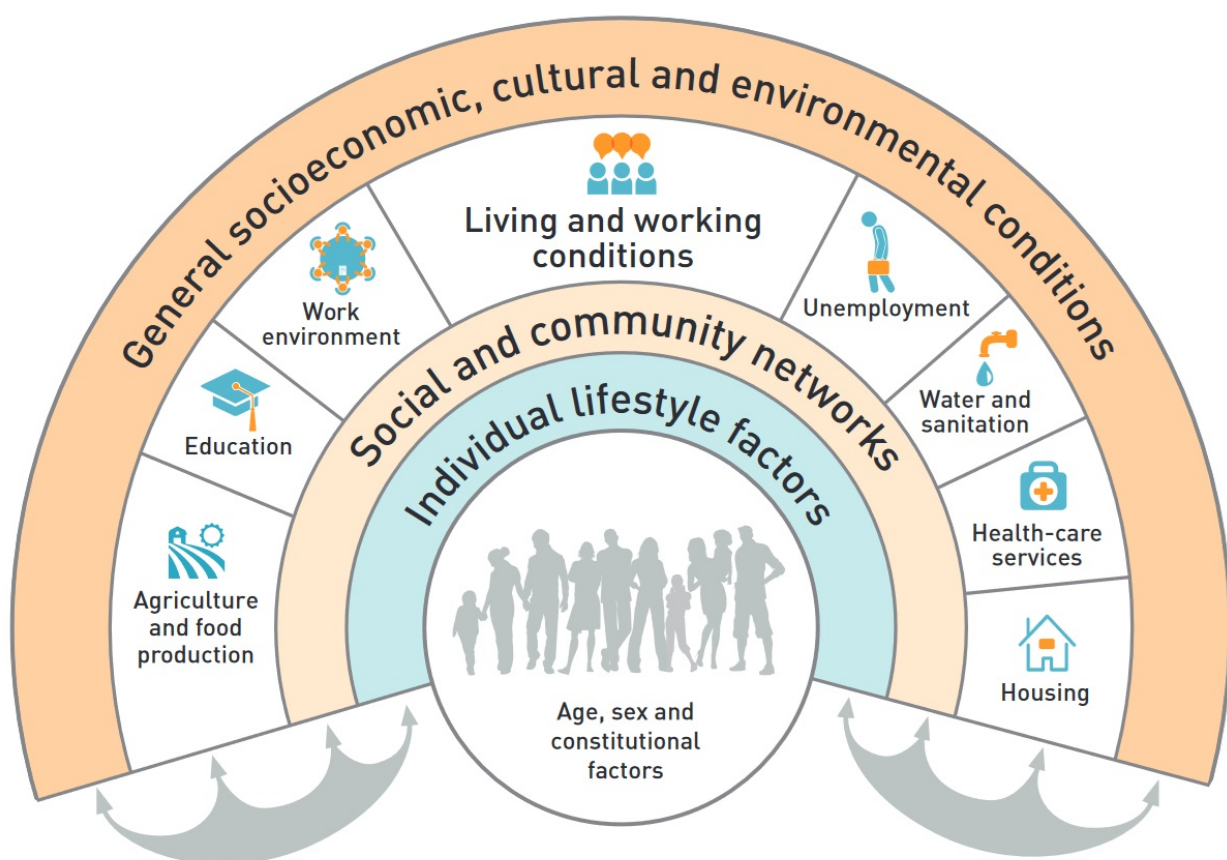 General socioeconomic, cultural and environmental conditions
Living and working
conditions
Work
environment
Unemployment
Education
Water and
sanitation
Agriculture
and food
production
Health-care
services
Housing
Social and community networks
Individual lifestyle factors
Age, sex and
constitutional
factors